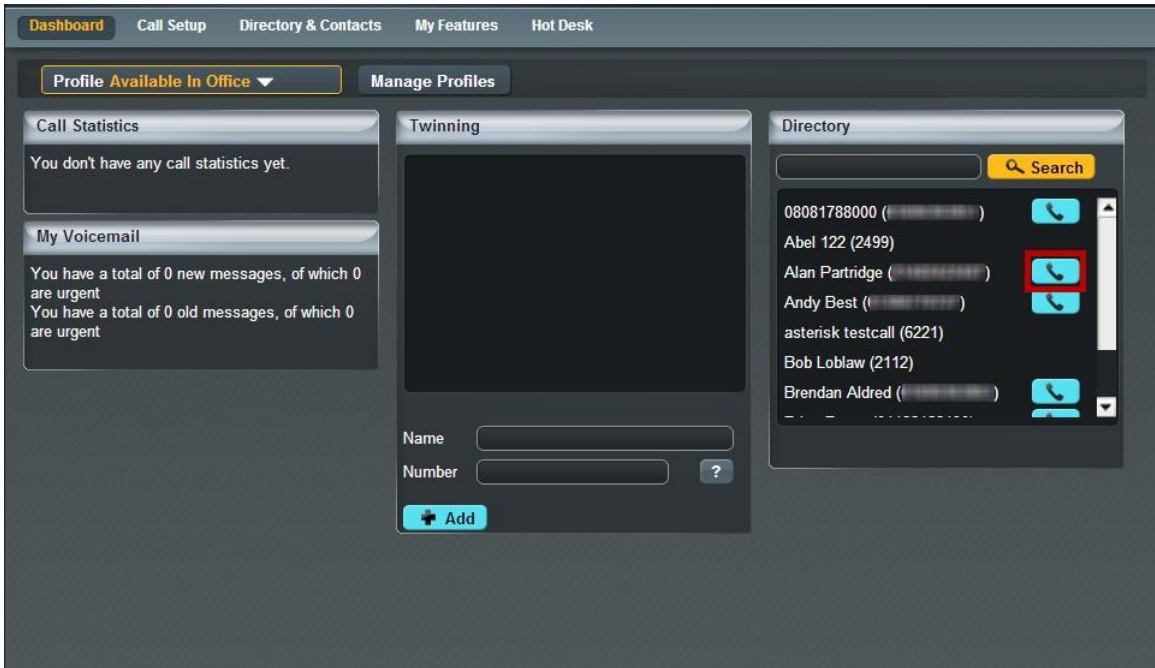 Dashboard Call Setup Directory & Contacts My Features Hot Desk
Profile Available In Office Manage Profiles
Call Statistics
You don't have any call statistics yet.
My Voicemail
You have a total of 0 new messages, of which 0
are urgent
You have a total of 0 old messages, of which 0
are urgent
Twinning
Name
Number
?
Add
Directory
Search
08081788000 ( )
Abel 122 (2499)
Alan Partridge ( )
Andy Best ( )
asterisk testcall (6221)
Bob Loblaw (2112)
Brendan Aldred ( )